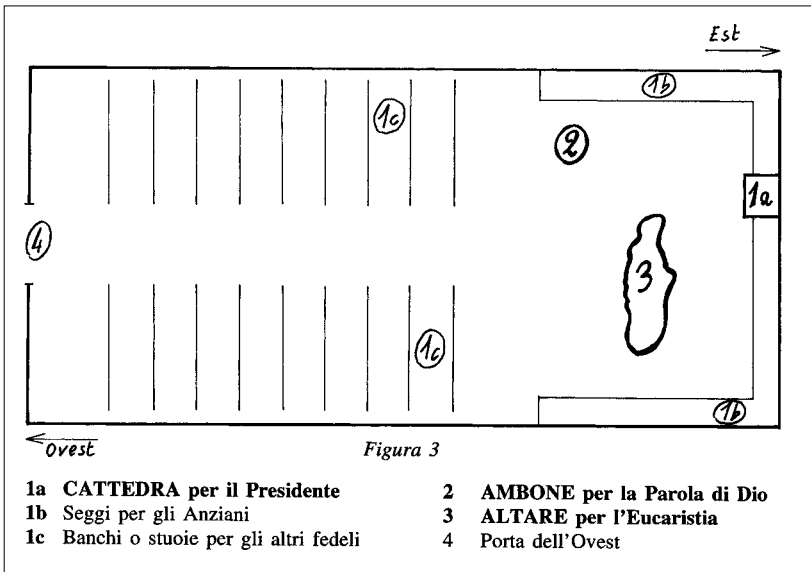 Est
1b
1c
2
1a
4
3
1c
1b
Ovest
Figura 3
1a CATTEDRA per il Presidente
1b Seggi per gli Anziani
1c Banchi o stuoie per gli altri fedeli
2 AMBONE per la Parola di Dio
3 ALTARE per l'Eucaristia
4 Porta dell'Ovest